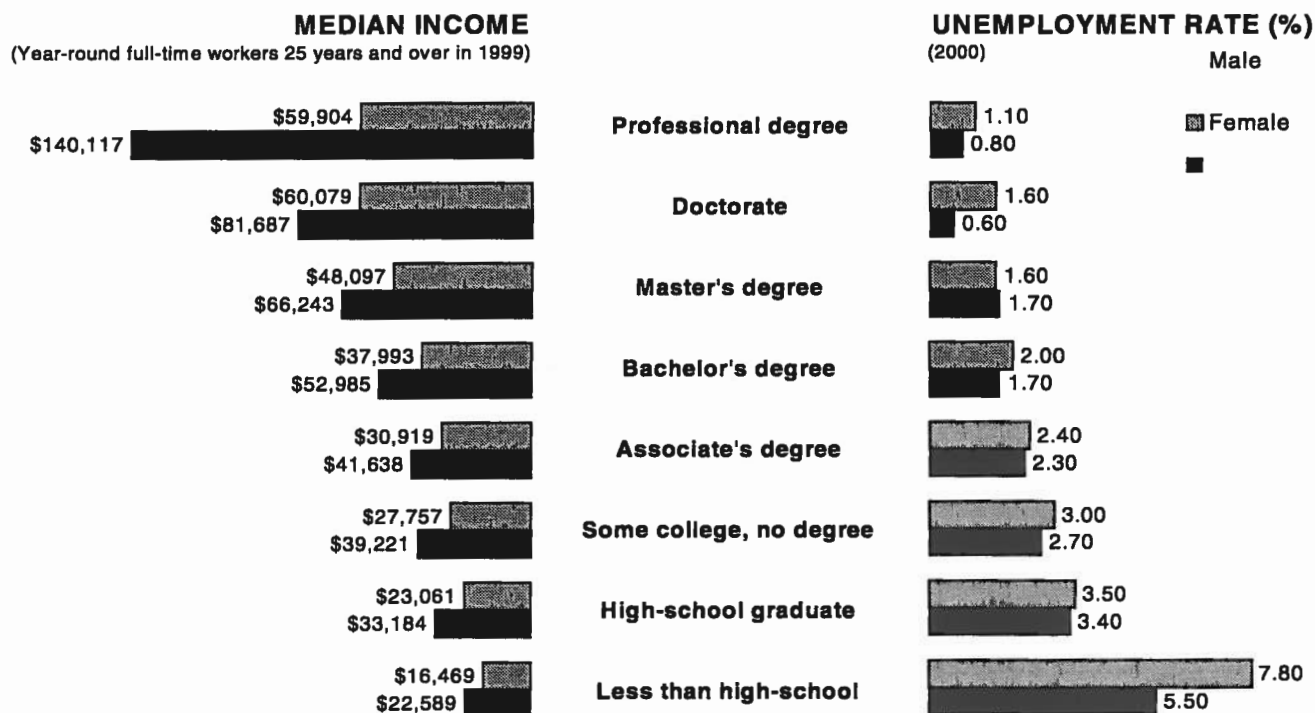 MEDIAN INCOME
(Year-round full-time workers 25 years and over in 1999)
UNEMPLOYMENT RATE (%)
(2000)
Male
Female
$59,904
$140,117
Professional degree
1.10
0.80
$60,079
$81,687
Doctorate
1.60
0.60
$48,097
$66,243
Master's degree
1.60
1.70
$37,993
$52,985
Bachelor's degree
2.00
1.70
$30,919
$41,638
Associate's degree
2.40
2.30
$27,757
$39,221
Some college, no degree
3.00
2.70
$23,061
$33,184
High-school graduate
3.50
3.40
$16,469
$22,589
Less than high-school
7.80
5.50